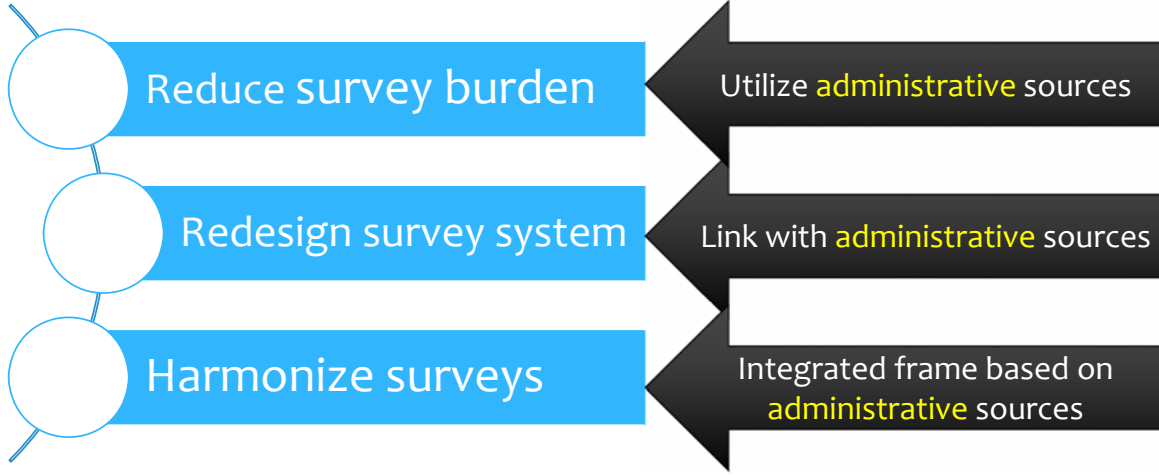 Reduce survey burden
Utilize administrative sources
Redesign survey system
Link with administrative sources
Harmonize surveys
Integrated frame based on
administrative sources